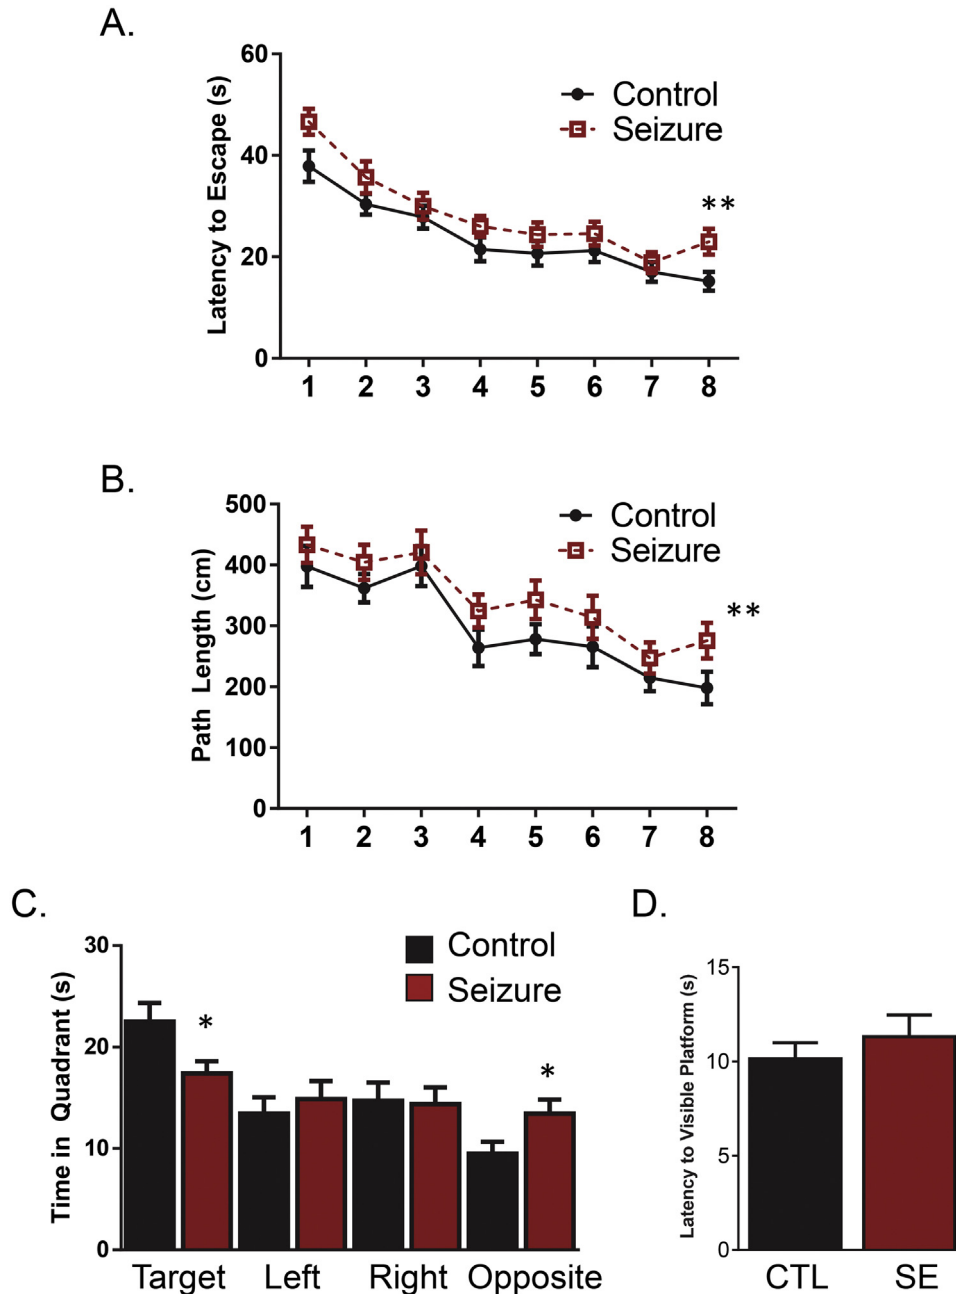 A.
Latency to Escape (s)
60
40
20
0
Control
Seizure
**
1 2 3 4 5 6 7 8
B.
Path Length (cm)
500
400
300
200
100
0
Control
Seizure
**
1 2 3 4 5 6 7 8
C.
Time in Quadrant (s)
30
20
10
0
Control
Seizure
*
*
Target Left Right Opposite
D.
Latency to Visible Platform (s)
15
10
5
0
CTL SE